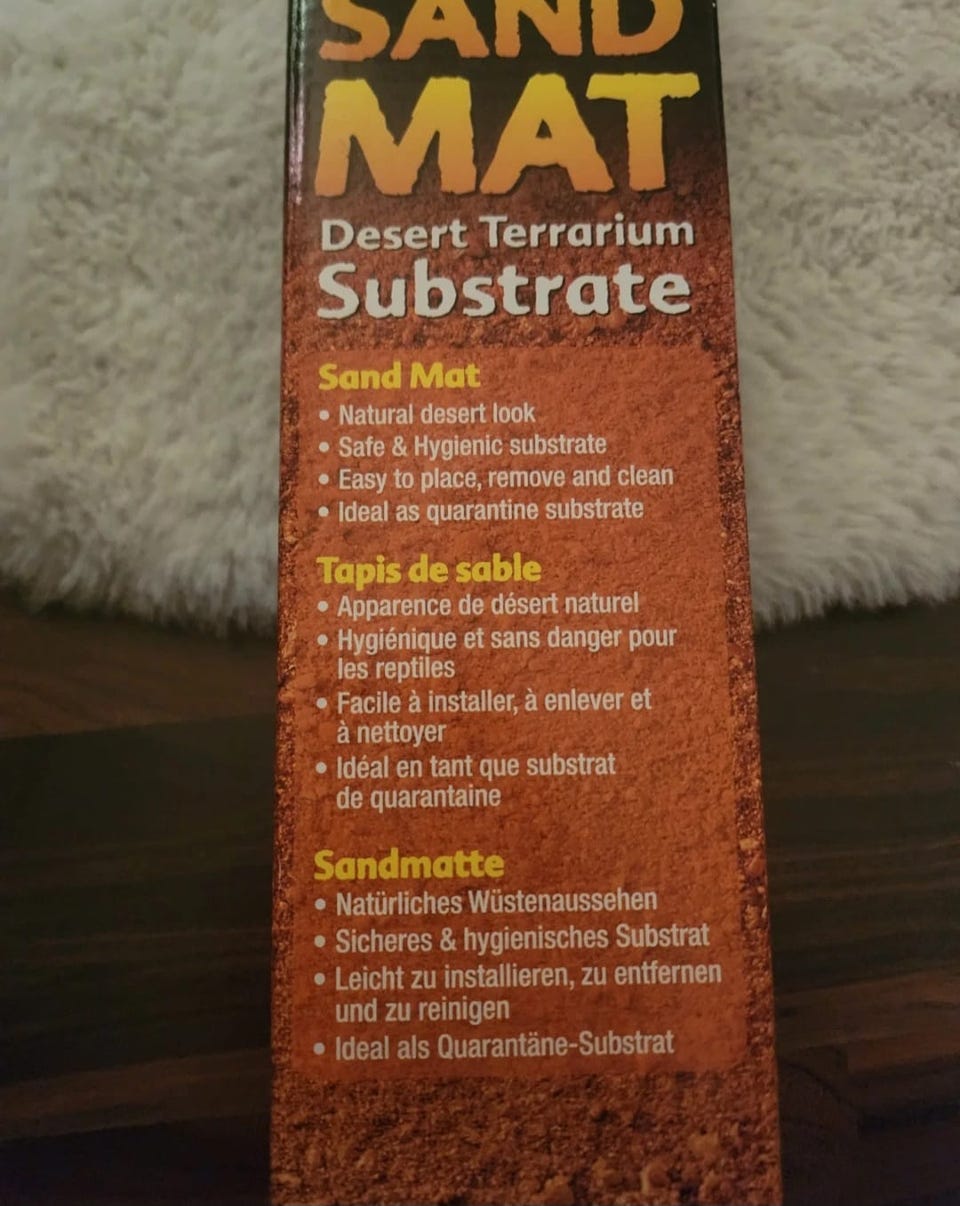 SAND
MAT
Desert Terrarium
Substrate
Sand Mat
• Natural desert look
• Safe & Hygienic substrate
• Easy to place, remove and clean
• Ideal as quarantine substrate
Tapis de sable
• Apparence de désert naturel
• Hygiénique et sans danger pour
les reptiles
• Facile à installer, à enlever et
à nettoyer
• Idéal en tant que substrat
de quarantaine
Sandmatte
• Natürliches Wüstenaussehen
• Sicheres & hygienisches Substrat
• Leicht zu installieren, zu entfernen
und zu reinigen
• Ideal als Quarantäne-Substrat